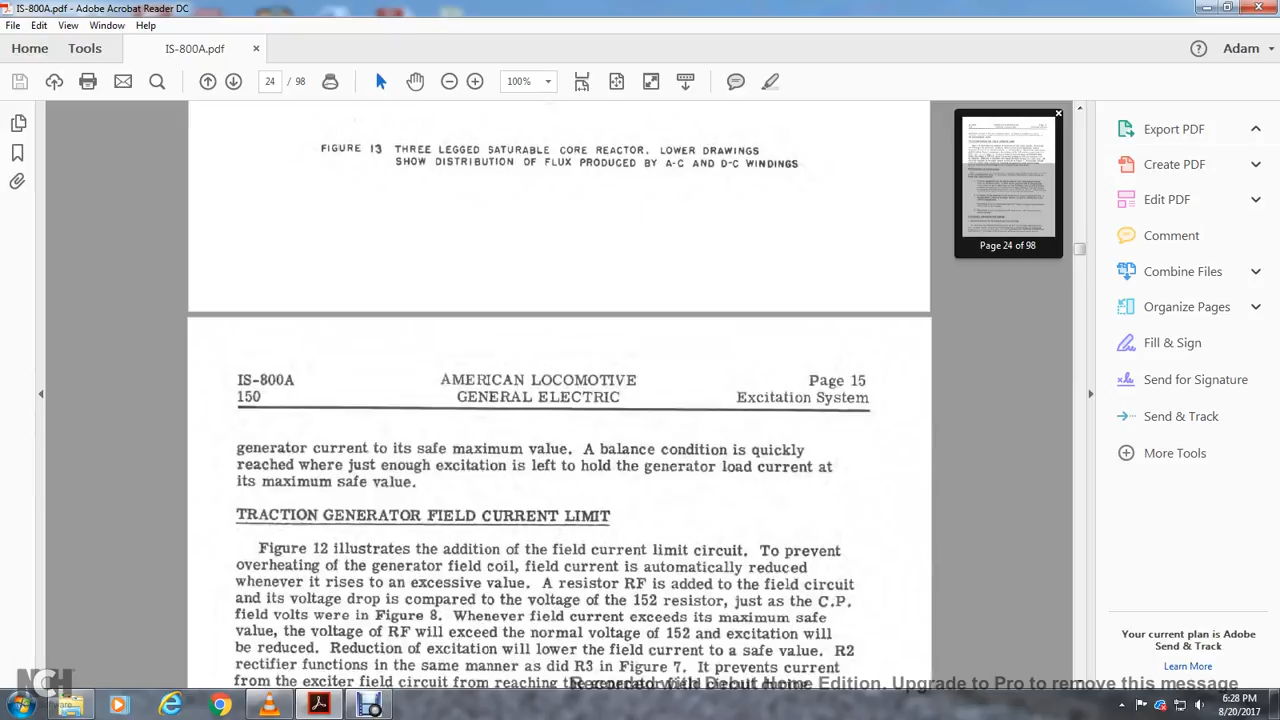 IS-800A.pdf - Adobe Acrobat Reader DC
File Edit View Window Help
Home Tools IS-800A.pdf × ? Adam
24 / 98 100%
FIGURE 13 THREE LEGGED SATURABLE CORE REACTOR. LOWER DRAWINGS
SHOW DISTRIBUTION OF FLUX PRODUCED BY A-C AND D-C WINDINGS
IS-800A AMERICAN LOCOMOTIVE Page 15
150 GENERAL ELECTRIC Excitation System
generator current to its safe maximum value. A balance condition is quickly
reached where just enough excitation is left to hold the generator load current at
its maximum safe value.
TRACTION GENERATOR FIELD CURRENT LIMIT
Figure 12 illustrates the addition of the field current limit circuit. To prevent
overheating of the generator field coil, field current is automatically reduced
whenever it rises to an excessive value. A resistor RF is added to the field circuit
and its voltage drop is compared to the voltage of the 152 resistor, just as the C.P.
field volts were in Figure 8. Whenever field current exceeds its maximum safe
value, the voltage of RF will exceed the normal voltage of 152 and excitation will
be reduced. Reduction of excitation will lower the field current to a safe value. R2
rectifier functions in the same manner as did R3 in Figure 7. It prevents current
from the exciter field circuit from reaching the
Page 24 of 98
Export PDF
Create PDF
Edit PDF
Comment
Combine Files
Organize Pages
Fill & Sign
Send for Signature
Send & Track
More Tools
Your current plan is Adobe
Send & Track
Learn More
NCH
Recorded with Debut Home Edition. Upgrade to Pro to remove this message
6:28 PM
8/20/2017